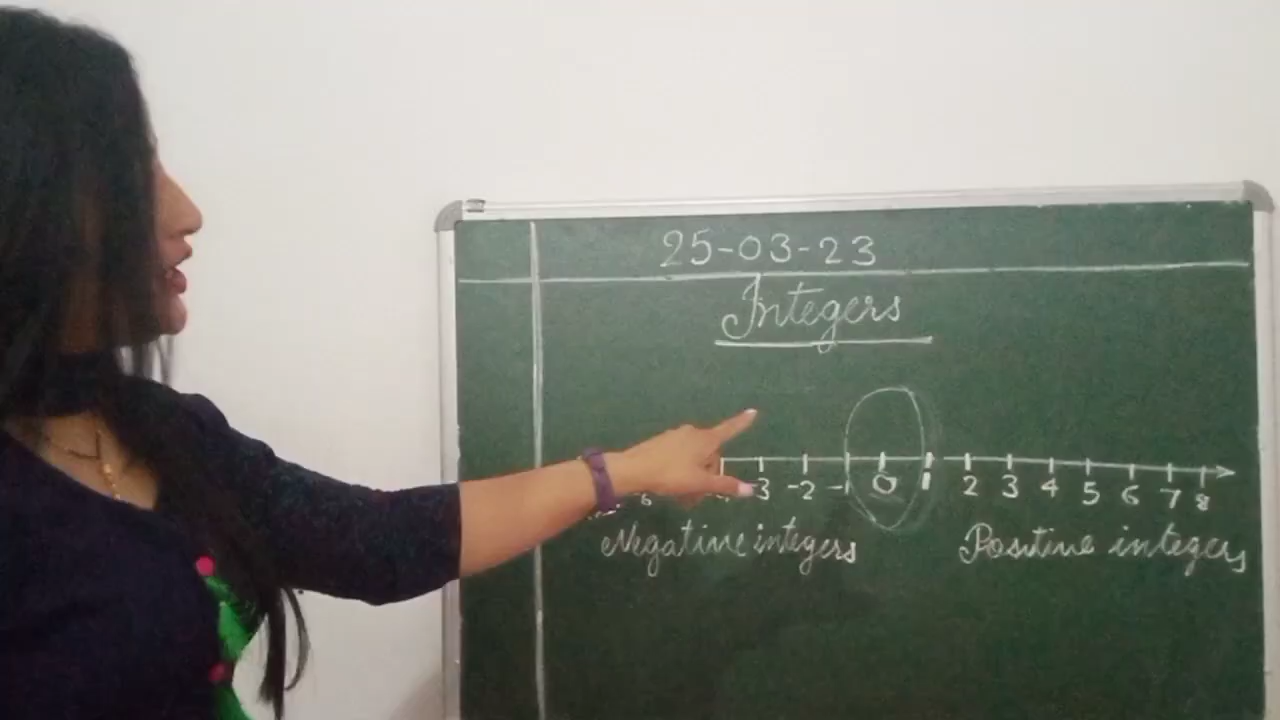 25-03-23
Integers
-6 -3 -2 - 0 1 2 3 4 5 6 7 8
Negative integers Positive integers